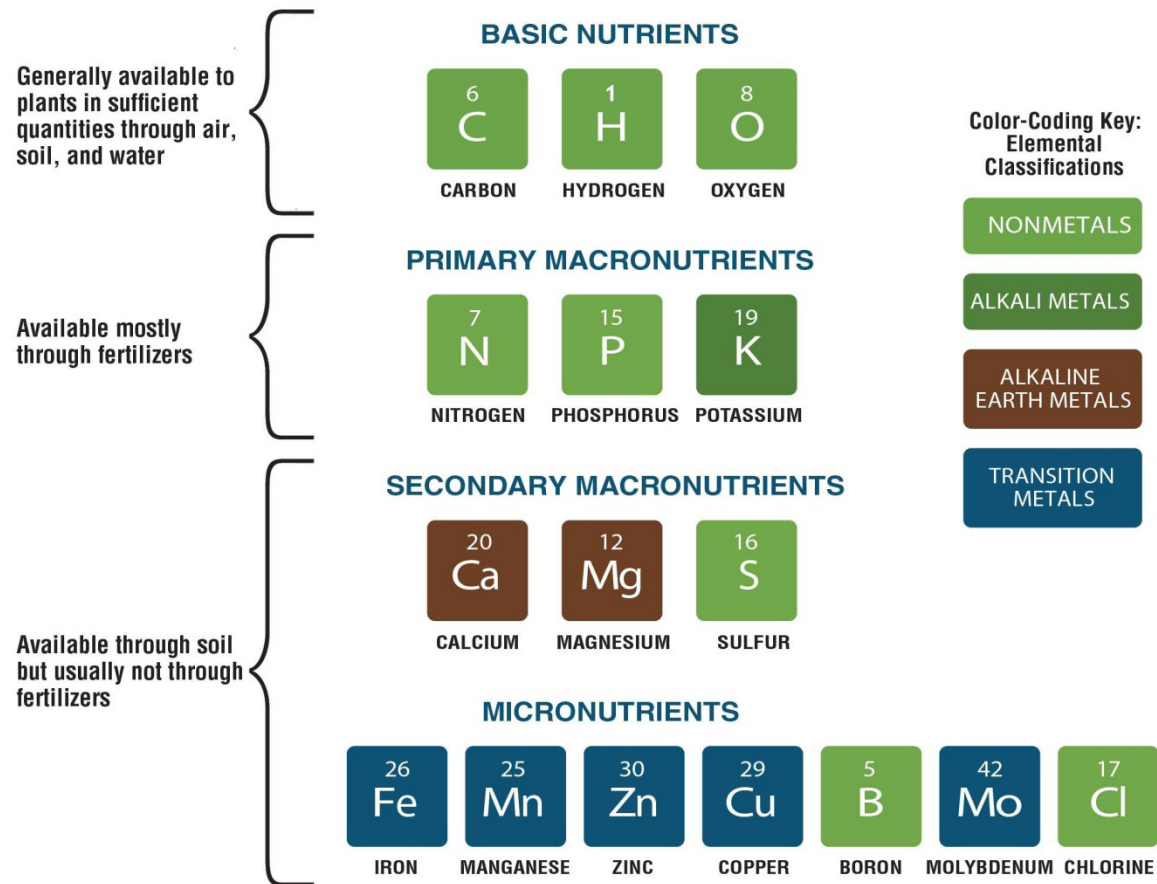 BASIC NUTRIENTS
Generally available to
plants in sufficient
quantities through air,
soil, and water
6
C
CARBON
1
H
HYDROGEN
8
O
OXYGEN
PRIMARY MACRONUTRIENTS
Available mostly
through fertilizers
7
N
NITROGEN
15
P
PHOSPHORUS
19
K
POTASSIUM
SECONDARY MACRONUTRIENTS
Available through soil
but usually not through
fertilizers
20
Ca
CALCIUM
12
Mg
MAGNESIUM
16
S
SULFUR
MICRONUTRIENTS
26
Fe
IRON
25
Mn
MANGANESE
30
Zn
ZINC
29
Cu
COPPER
5
B
BORON
42
Mo
MOLYBDENUM
17
Cl
CHLORINE
Color-Coding Key:
Elemental
Classifications
NONMETALS
ALKALI METALS
ALKALINE
EARTH METALS
TRANSITION
METALS